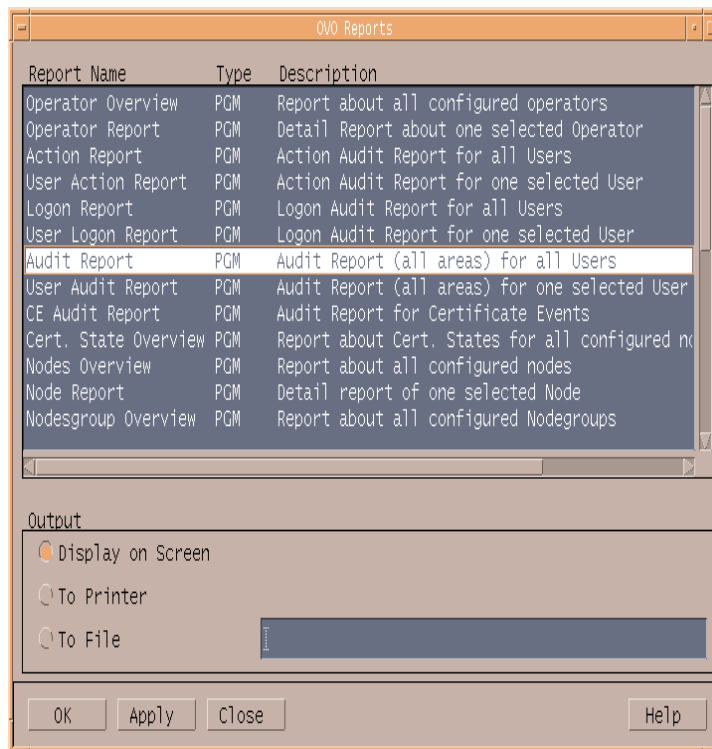 OVO Reports
Report Name Type Description
Operator Overview PGM Report about all configured operators
Operator Report PGM Detail Report about one selected Operator
Action Report PGM Action Audit Report for all Users
User Action Report PGM Action Audit Report for one selected User
Logon Report PGM Logon Audit Report for all Users
User Logon Report PGM Logon Audit Report for one selected User
Audit Report PGM Audit Report (all areas) for all Users
User Audit Report PGM Audit Report (all areas) for one selected User
CE Audit Report PGM Audit Report for Certificate Events
Cert. State Overview PGM Report about Cert. States for all configured no
Nodes Overview PGM Report about all configured nodes
Node Report PGM Detail report of one selected Node
Nodesgroup Overview PGM Report about all configured Nodegroups
Output
Display on Screen
To Printer
To File
OK Apply Close Help